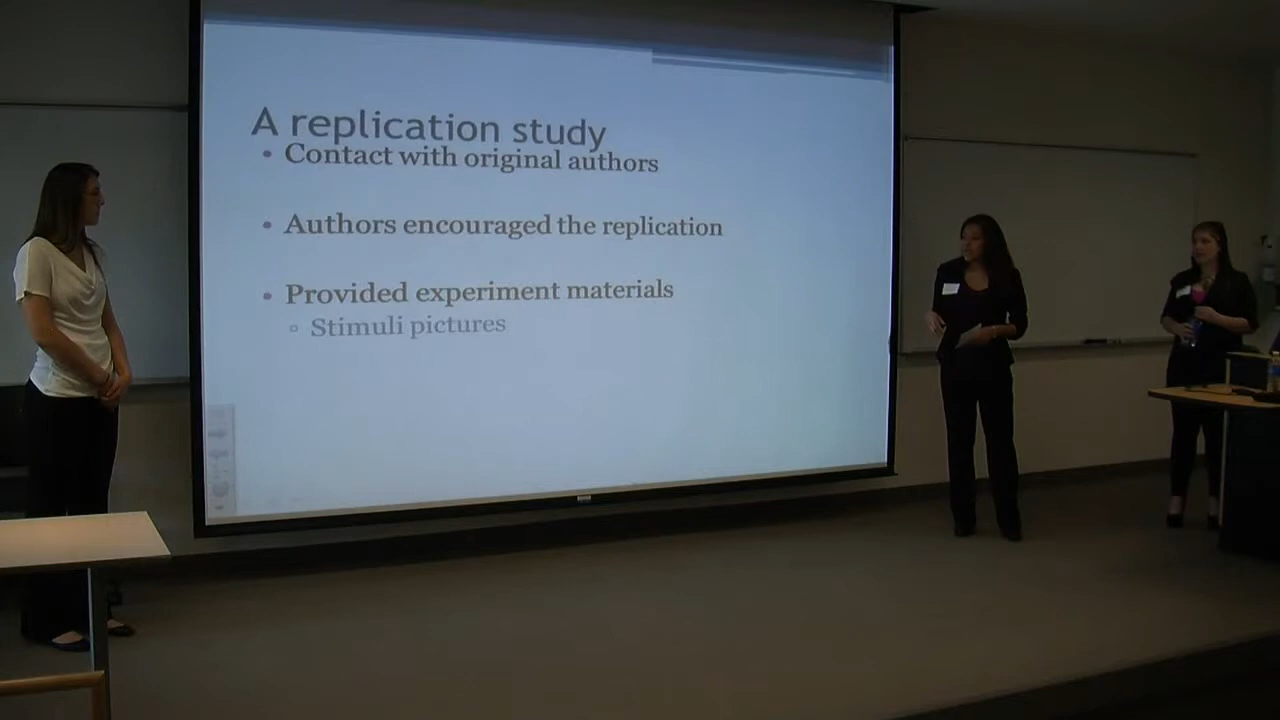 A replication study
• Contact with original authors
• Authors encouraged the replication
• Provided experiment materials
▫ Stimuli pictures